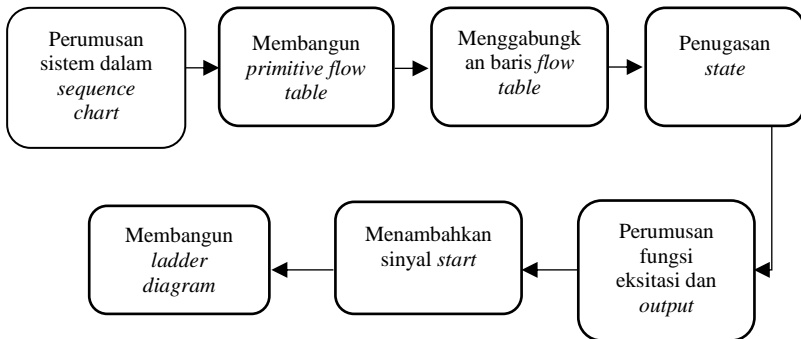 Perumusan
sistem dalam
sequence
chart
Membangun
primitive flow
table
Menggabungk
an baris flow
table
Penugasan
state
Perumusan
fungsi
eksitasi dan
output
Menambahkan
sinyal start
Membangun
ladder
diagram